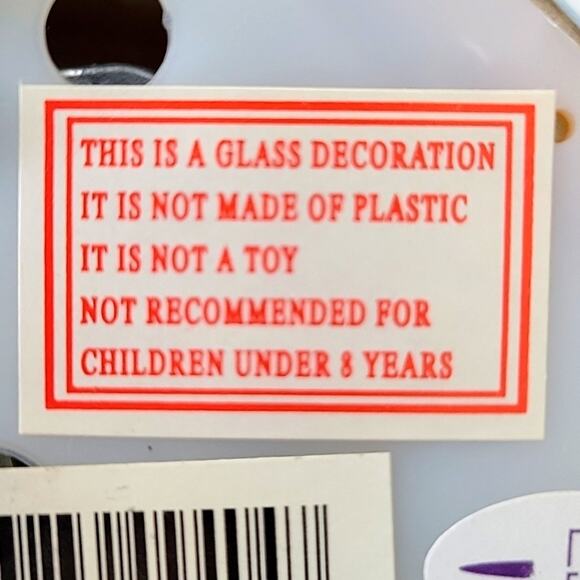 THIS IS A GLASS DECORATION
IT IS NOT MADE OF PLASTIC
IT IS NOT A TOY
NOT RECOMMENDED FOR
CHILDREN UNDER 8 YEARS